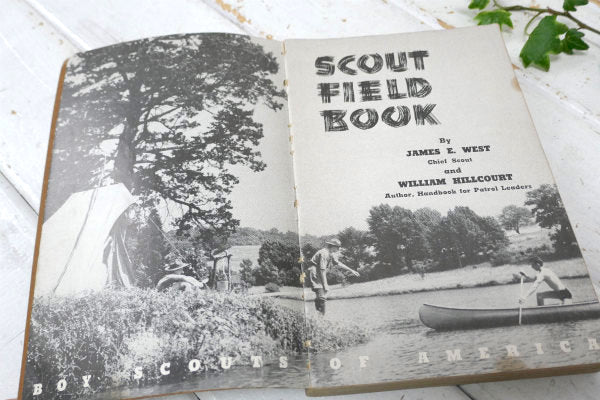 SCOUT
FIELD
BOOK
By
JAMES E. WEST
Chief Scout
and
WILLIAM HILLCOURT
Author, Handbook for Patrol Leaders
BOY SCOUTS OF AMERICA